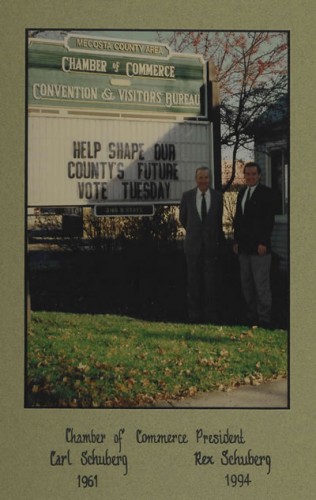 MECOSTA COUNTY AREA
CHAMBER of COMMERCE
CONVENTION & VISITORS BUREAU
HELP SHAPE OUR
COUNTY'S FUTURE
VOTE TUESDAY
Chamber of Commerce President
Carl Schuberg Rex Schuberg
1961 1994